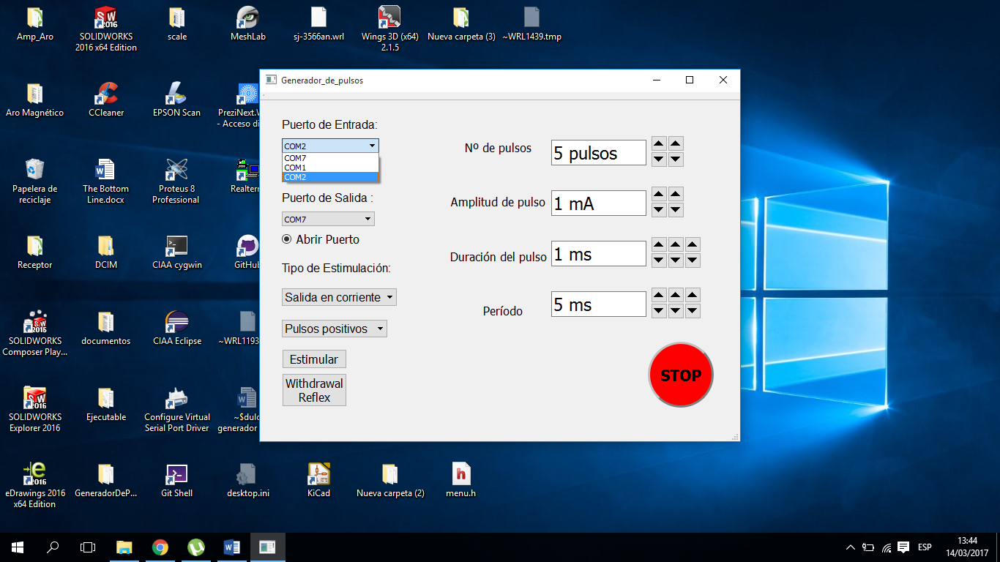 Amp_Aro
SOLIDWORKS
2016 x64 Edition
scale
MeshLab
sj-3566an.wrl
Wings 3D (x64)
2.1.5
Nueva carpeta (3)
~WRL1439.tmp
Aro Magnético
CCleaner
EPSON Scan
PreziNext.
- Acceso di
Papelera de
reciclaje
The Bottom
Line.docx
Proteus 8
Professional
Realterm
Receptor
DCIM
CIAA cygwin
GitHub
SOLIDWORKS
Composer Play...
documentos
CIAA Eclipse
~WRL1193
SOLIDWORKS
Explorer 2016
Ejecutable
Configure Virtual
Serial Port Driver
~$dulo
generador
eDrawings 2016
x64 Edition
GeneradorDeP...
Git Shell
desktop.ini
KiCad
Nueva carpeta (2)
menu.h
Generador_de_pulsos
Puerto de Entrada:
COM2
COM7
COM1
COM2
Puerto de Salida :
COM7
Abrir Puerto
Tipo de Estimulación:
Salida en corriente
Pulsos positivos
Estimular
Withdrawal
Reflex
Nº de pulsos
5 pulsos
Amplitud de pulso
1 mA
Duración del pulso
1 ms
Período
5 ms
STOP
ESP
13:44
14/03/2017